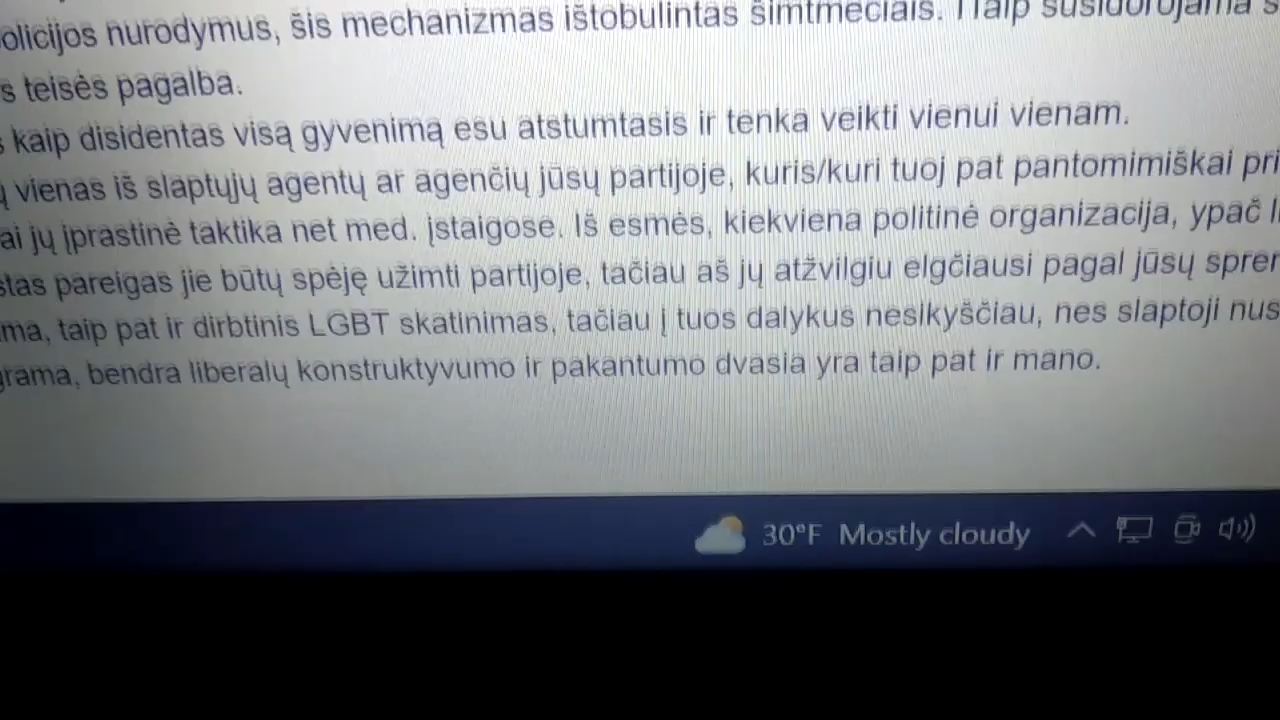 olicijos nurodymus, šis mechanizmas ištobulintas šimtmečiais. Taip susidorojama s
s teisės pagalba.
s kaip disidentas visą gyvenimą esu atstumtasis ir tenka veikti vienui vienam.
ų vienas iš slaptųjų agentų ar agenčių jūsų partijoje, kuris/kuri tuoj pat pantomimiškai pri
ai jų įprastinė taktika net med. įstaigose. Iš esmės, kiekviena politinė organizacija, ypač l
stas pareigas jie būtų spėję užimti partijoje, tačiau aš jų atžvilgiu elgčiausi pagal jūsų spren
ma, taip pat ir dirbtinis LGBT skatinimas, tačiau į tuos dalykus nesikyščiau, nes slaptoji nus
grama, bendra liberalų konstruktyvumo ir pakantumo dvasia yra taip pat ir mano.
30°F Mostly cloudy